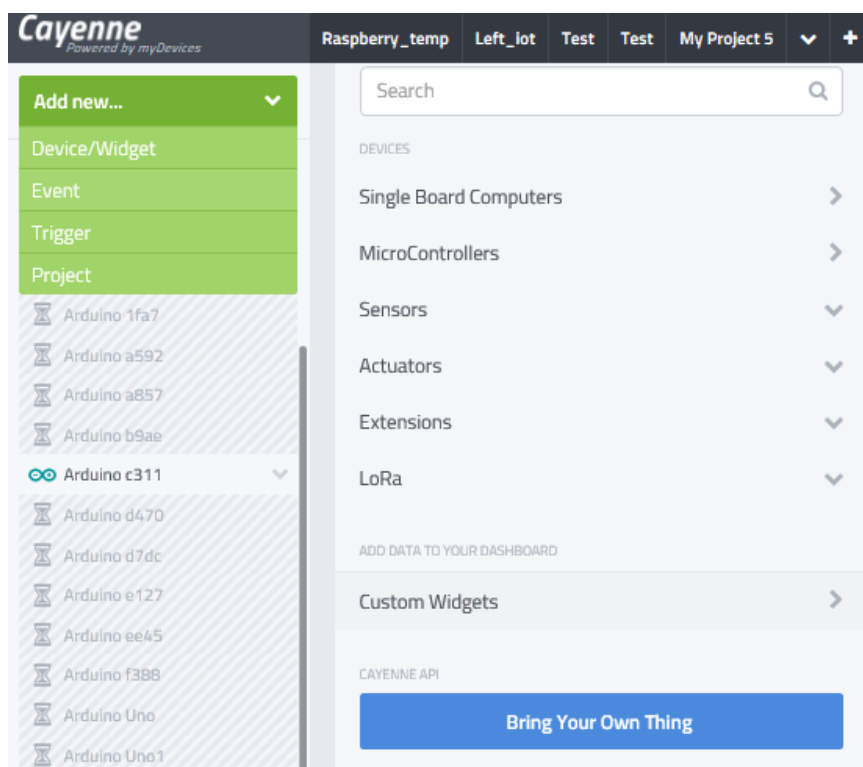 Cayenne
Powered by myDevices
Raspberry_temp Left_iot Test Test My Project 5
Add new...
Device/Widget
Event
Trigger
Project
Arduino 1fa7
Arduino a592
Arduino a857
Arduino b9ae
Arduino c311
Arduino d470
Arduino d7dc
Arduino e127
Arduino ee45
Arduino f388
Arduino Uno
Arduino Uno1
Search
DEVICES
Single Board Computers
MicroControllers
Sensors
Actuators
Extensions
LoRa
ADD DATA TO YOUR DASHBOARD
Custom Widgets
CAYENNE API
Bring Your Own Thing